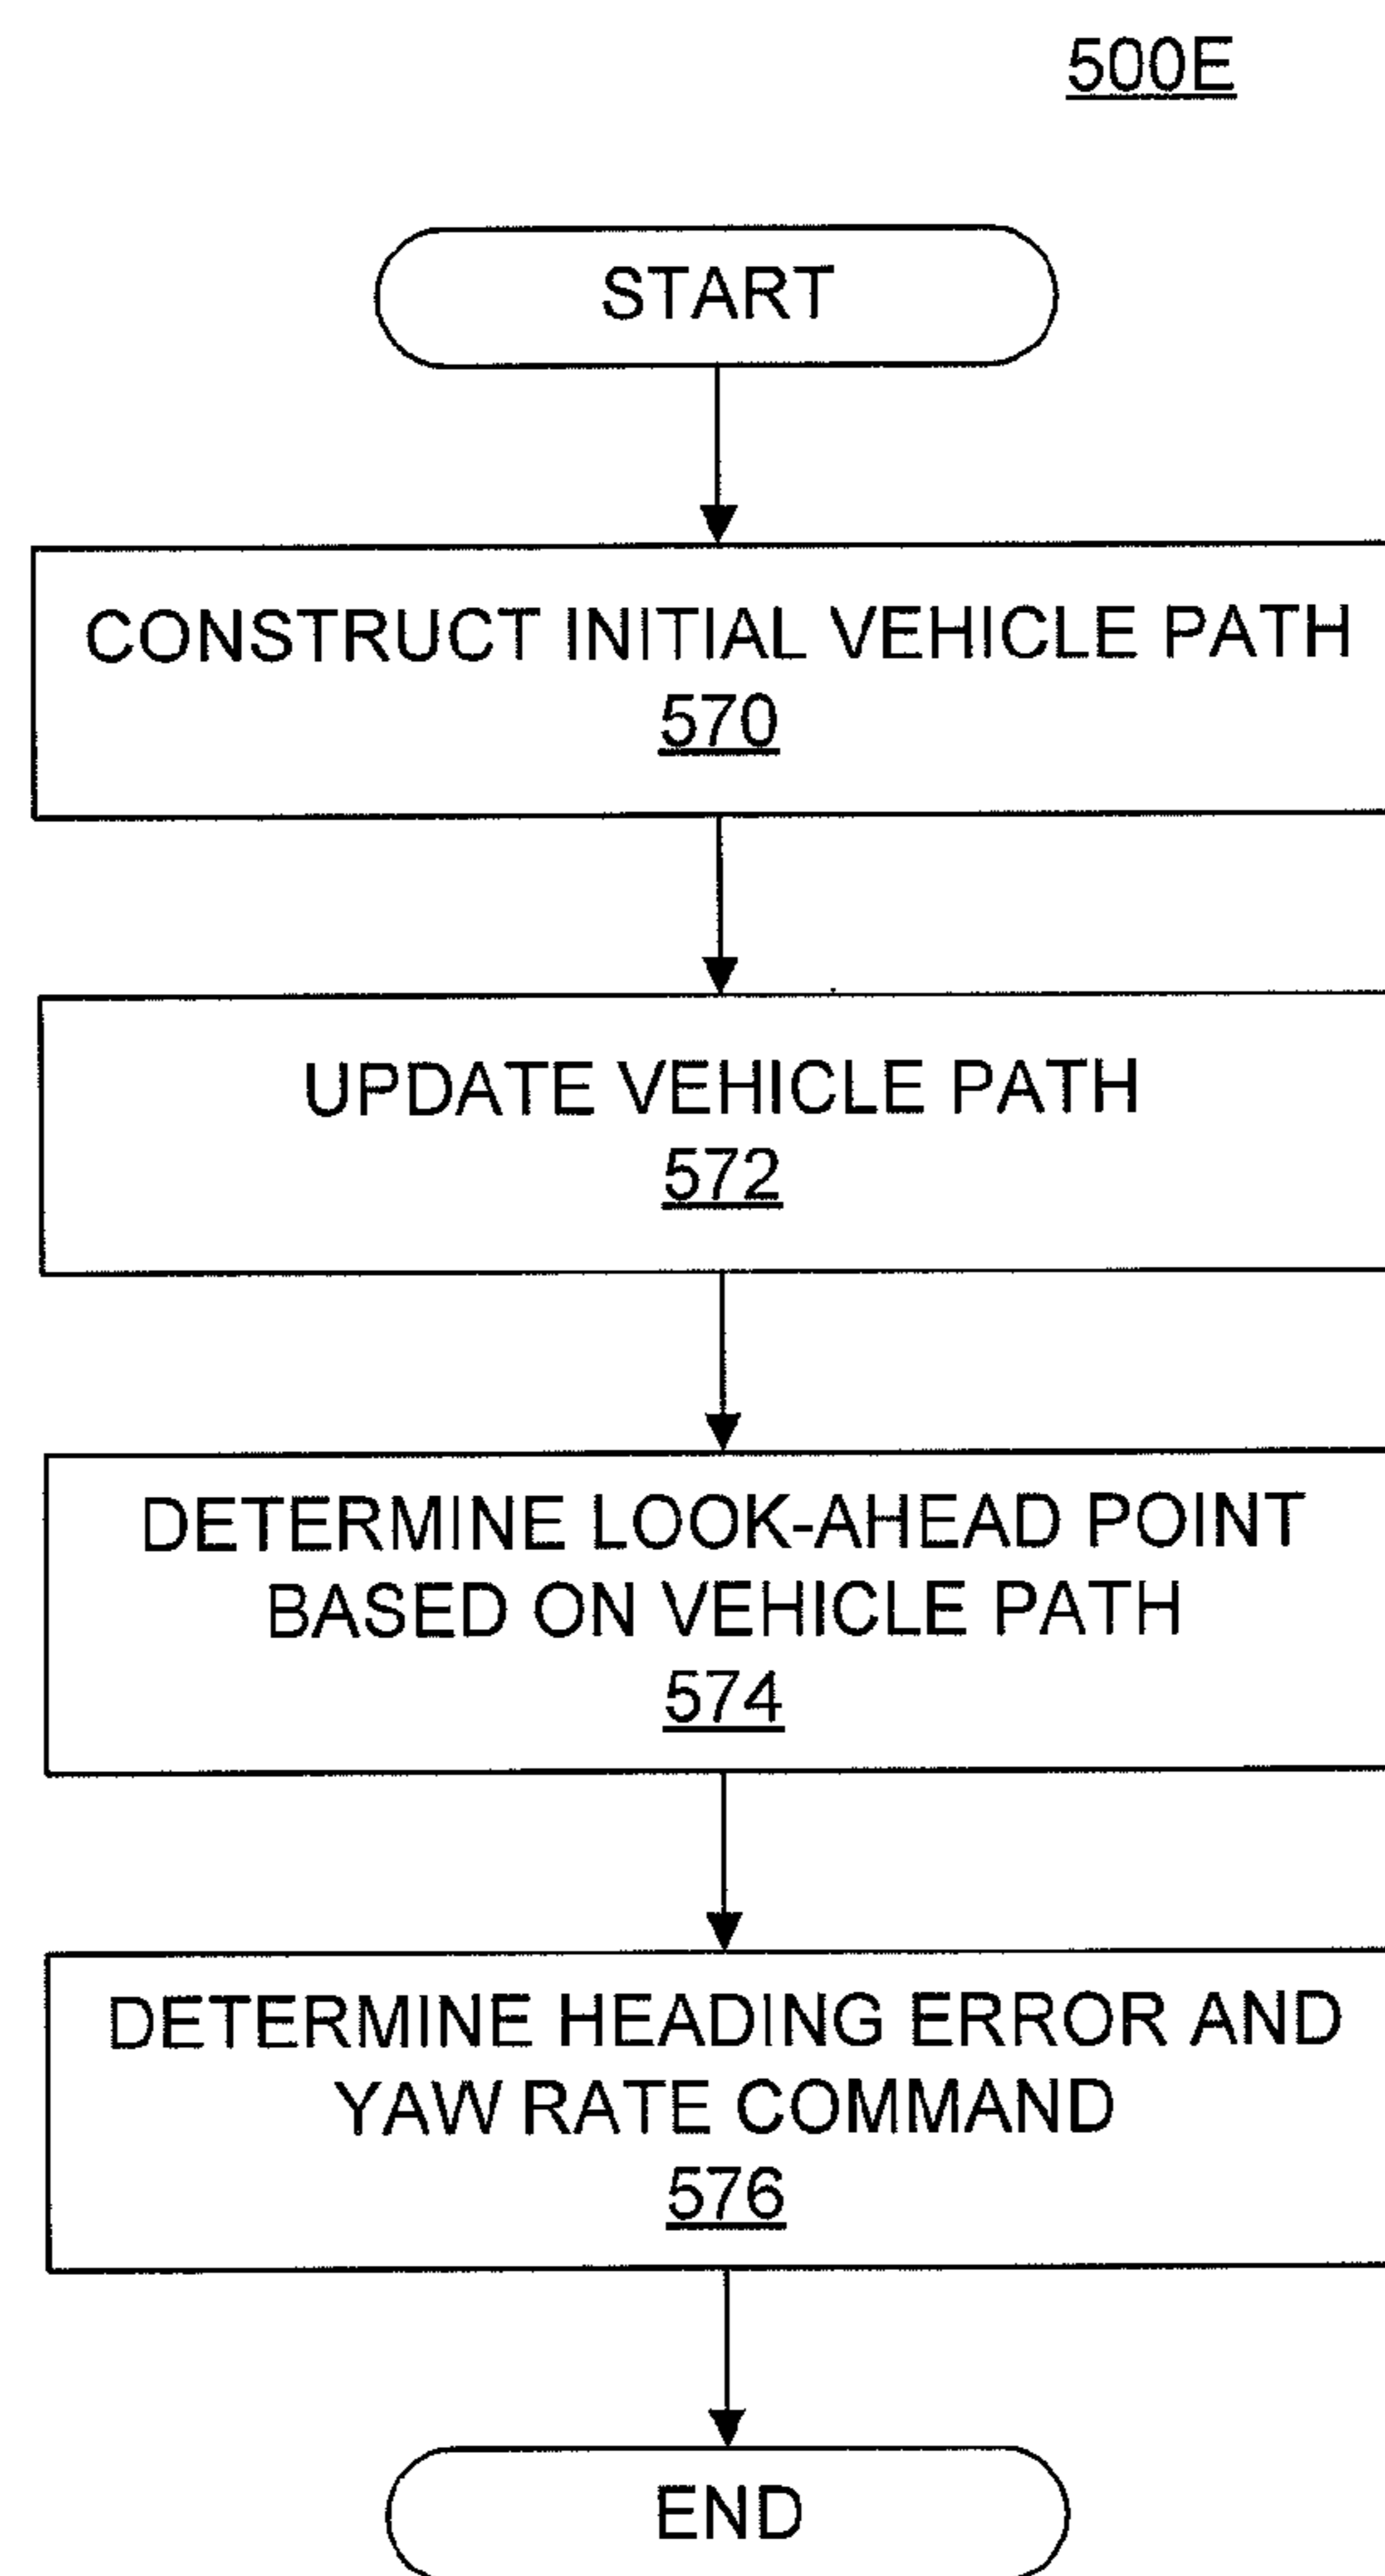 500E
START
CONSTRUCT INITIAL VEHICLE PATH
570
UPDATE VEHICLE PATH
572
DETERMINE LOOK-AHEAD POINT
BASED ON VEHICLE PATH
574
DETERMINE HEADING ERROR AND
YAW RATE COMMAND
576
END